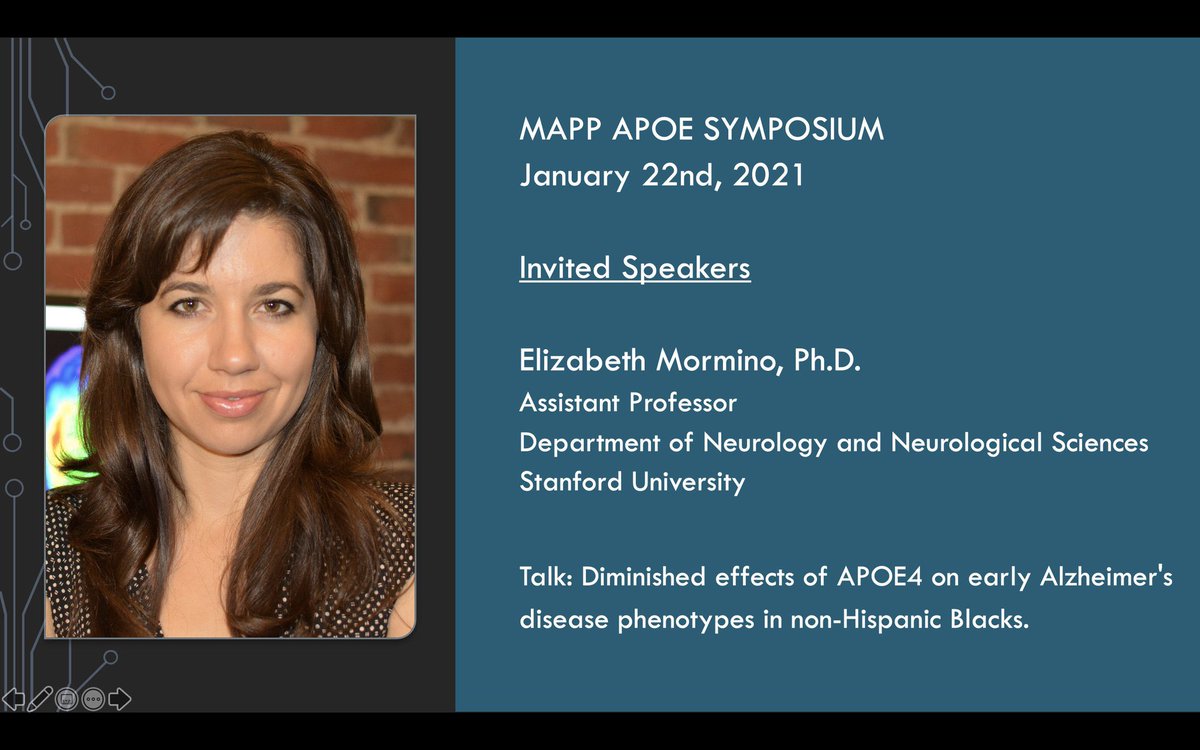 MAPP APOE SYMPOSIUM
January 22nd, 2021
Invited Speakers
Elizabeth Mormino, Ph.D.
Assistant Professor
Department of Neurology and Neurological Sciences
Stanford University
Talk: Diminished effects of APOE4 on early Alzheimer's
disease phenotypes in non-Hispanic Blacks.